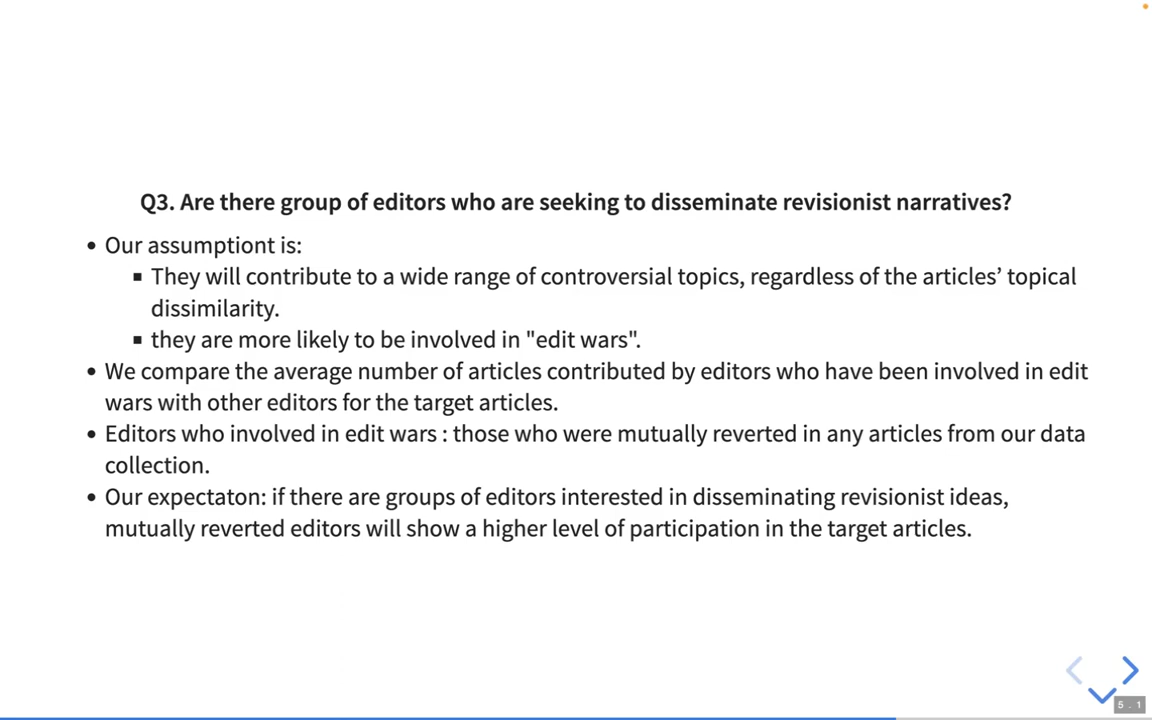 Q3. Are there group of editors who are seeking to disseminate revisionist narratives?
• Our assumptiont is:
▪ They will contribute to a wide range of controversial topics, regardless of the articles’ topical
dissimilarity.
▪ they are more likely to be involved in "edit wars".
• We compare the average number of articles contributed by editors who have been involved in edit
wars with other editors for the target articles.
• Editors who involved in edit wars : those who were mutually reverted in any articles from our data
collection.
• Our expectaton: if there are groups of editors interested in disseminating revisionist ideas,
mutually reverted editors will show a higher level of participation in the target articles.
5 . 1